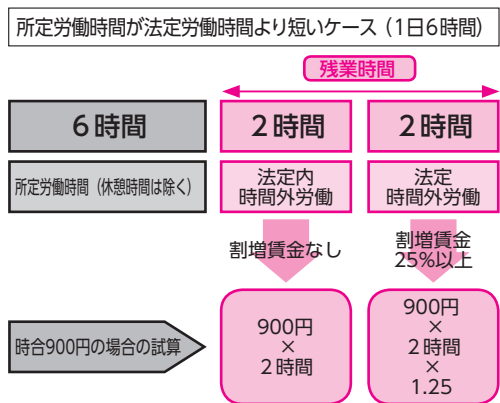 所定労働時間が法定労働時間より短いケース（1日6時間）
残業時間
6時間
2時間
2時間
所定労働時間（休憩時間は除く）
法定内
時間外労働
法定
時間外労働
割増賃金なし
割増賃金
25%以上
時合900円の場合の試算
900円
×
2時間
900円
×
2時間
×
1.25